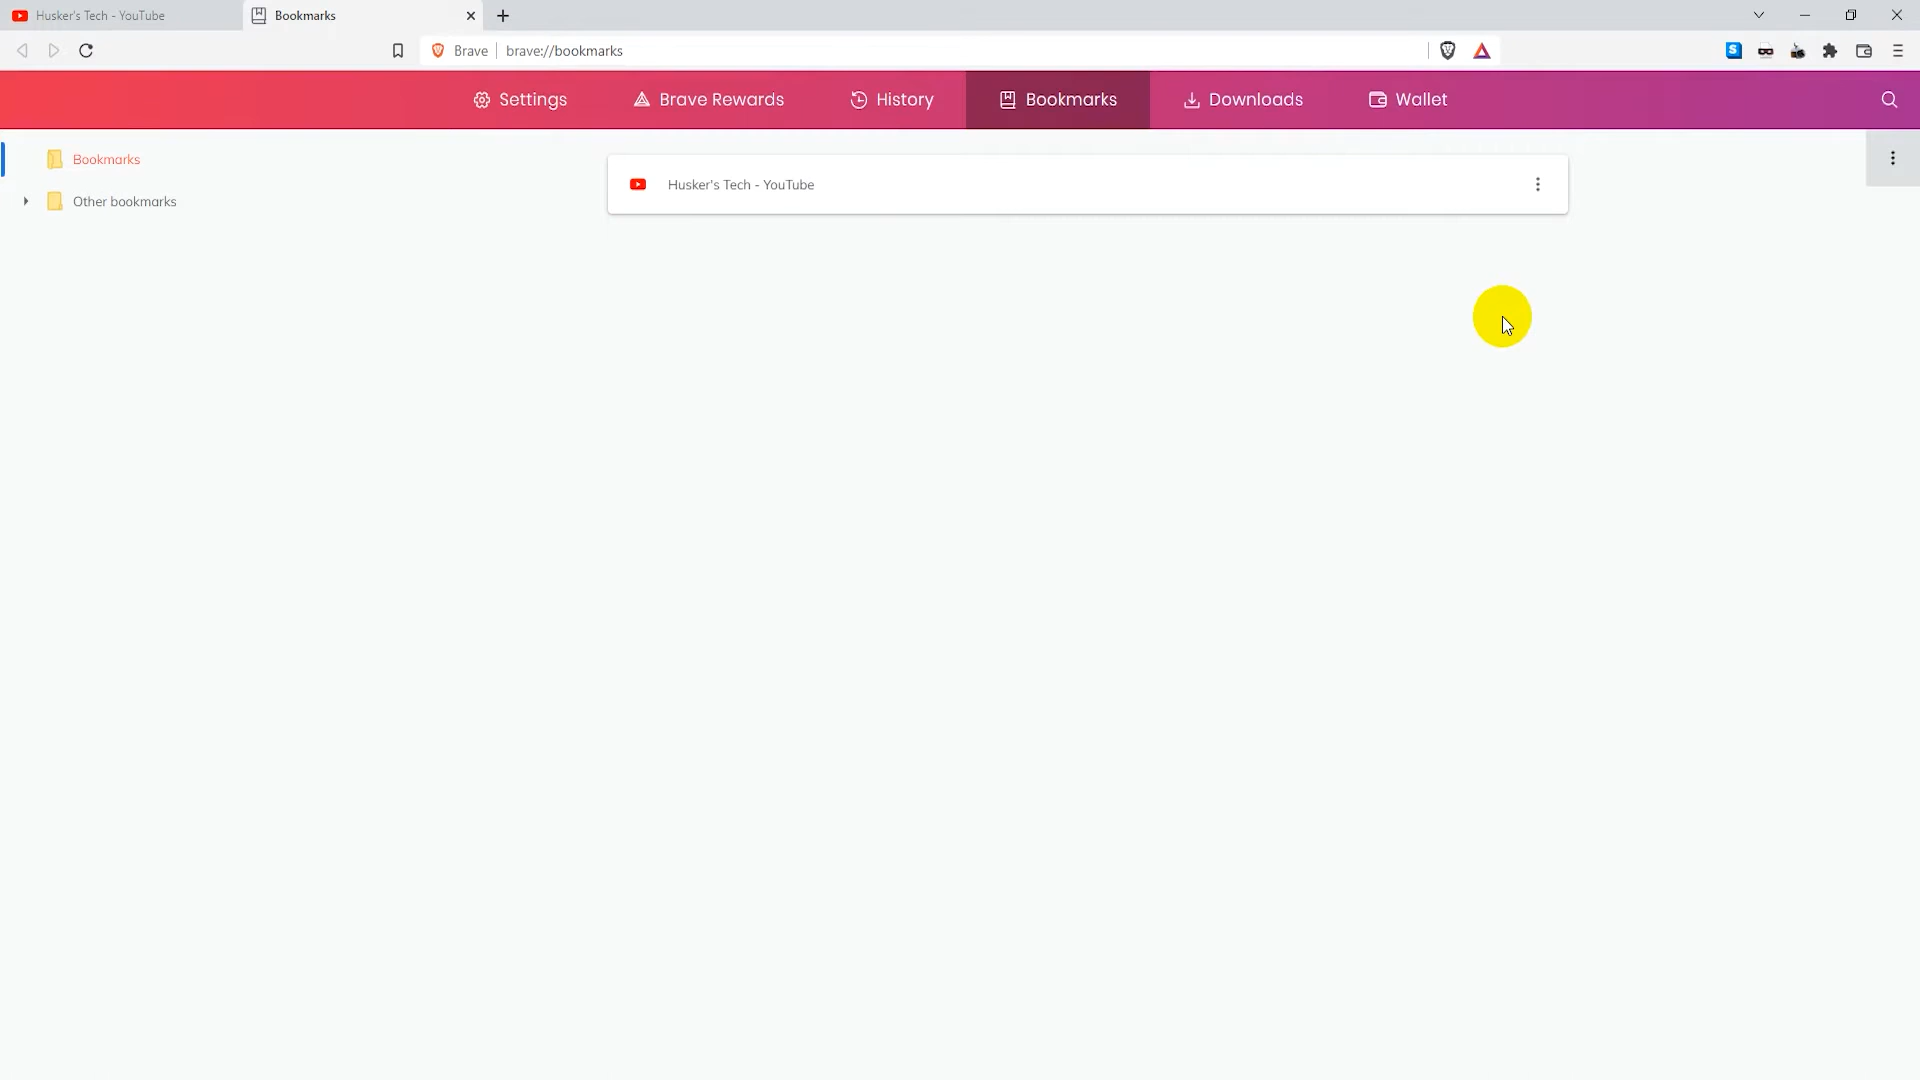 Husker's Tech - YouTube
Bookmarks
Brave
brave://bookmarks
S
Settings
Brave Rewards
History
Bookmarks
Downloads
Wallet
Bookmarks
Other bookmarks
Husker's Tech - YouTube